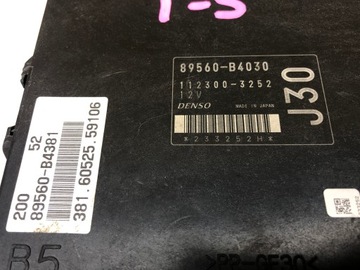 1-5
89560-B4030
112300-3252
12V
DENSO MADE IN JAPAN
*233252H*
J30
52
200
89560-B4381
381.60525.59106
B5